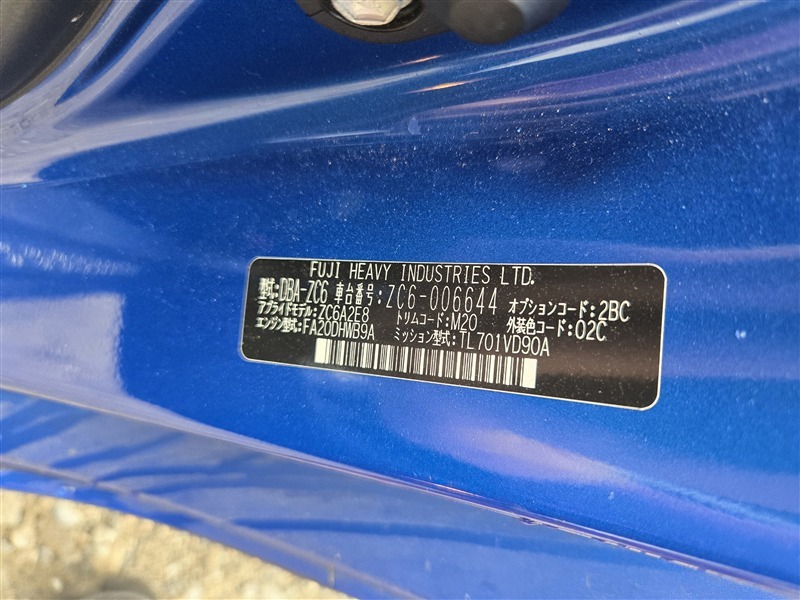 FUJI HEAVY INDUSTRIES LTD.
型式:DBA-ZC6 車台番号:ZC6-006644 オプションコード:2BC
アプライドモデル:ZC6A2E8 トリムコード:M20 外装色コード:02C
エンジン型式:FA20DHWB9A ミッション型式:TL701VD90A